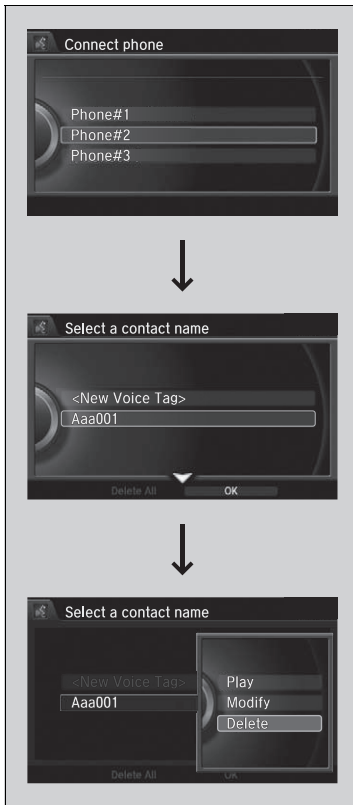 Connect phone
Phone#1
Phone#2
Phone#3
Select a contact name
<New Voice Tag>
Aaa001
Delete All OK
Select a contact name
<New Voice Tag>
Aaa001
Play
Modify
Delete
Delete All OK